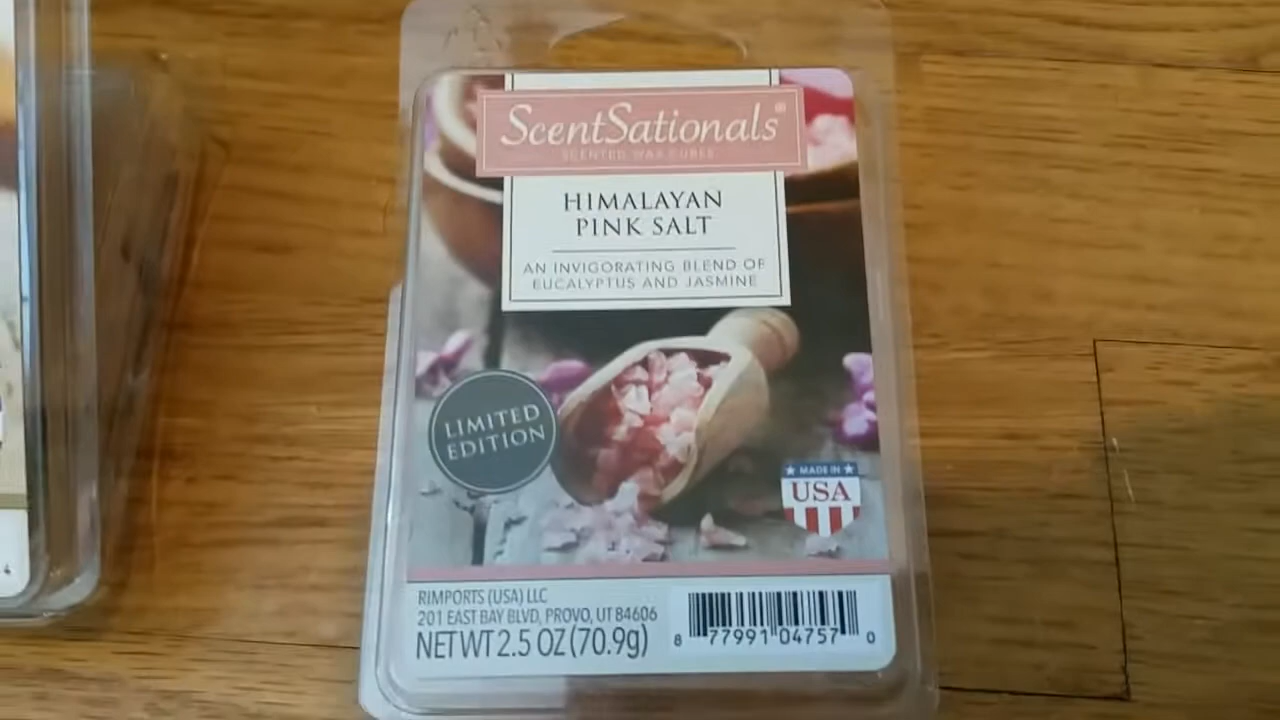 ScentSationals®
SCENTED WAX CUBES
HIMALAYAN
PINK SALT
AN INVIGORATING BLEND OF
EUCALYPTUS AND JASMINE
LIMITED
EDITION
MADE IN
USA
RIMPORTS (USA) LLC
201 EAST BAY BLVD, PROVO, UT 84606
NET WT 2.5 OZ (70.9g)
8 77991 04757 0
4